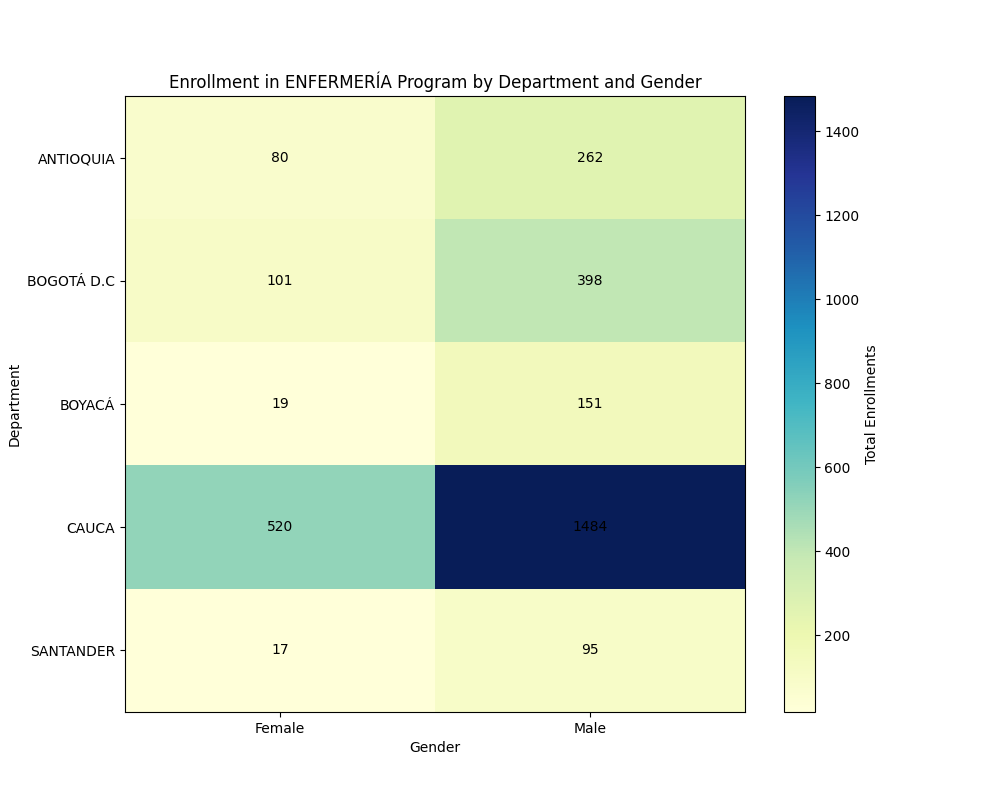 Enrollment in ENFERMERÍA Program by Department and Gender
ANTIOQUIA 80 262
BOGOTÁ D.C 101 398
BOYACÁ 19 151
CAUCA 520 1484
SANTANDER 17 95
Female Male
Gender
Department
1400
1200
1000
800
600
400
200
Total Enrollments